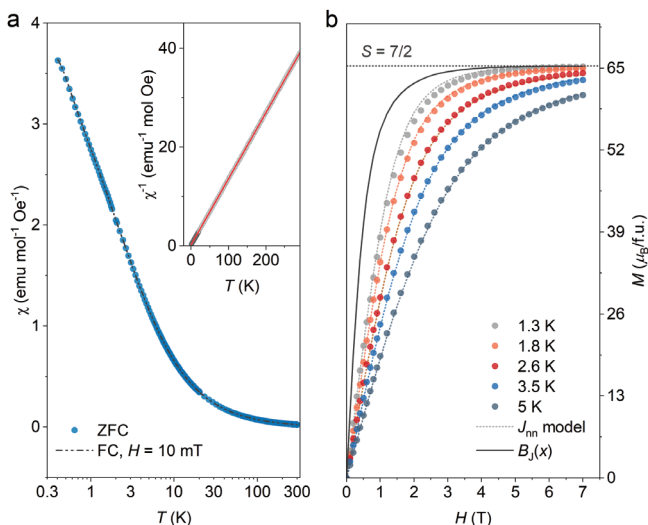 a
χ (emu mol⁻¹ Oe⁻¹)
4
3
2
1
0
0.3
1
3
10
30
100
300
T (K)
ZFC
FC, H = 10 mT
χ⁻¹ (emu⁻¹ mol Oe)
40
20
0
0
100
200
T (K)
b
S = 7/2
65
52
39
26
13
0
M (μB/f.u.)
1.3 K
1.8 K
2.6 K
3.5 K
5 K
Jnn model
BJ(x)
0
1
2
3
4
5
6
7
H (T)